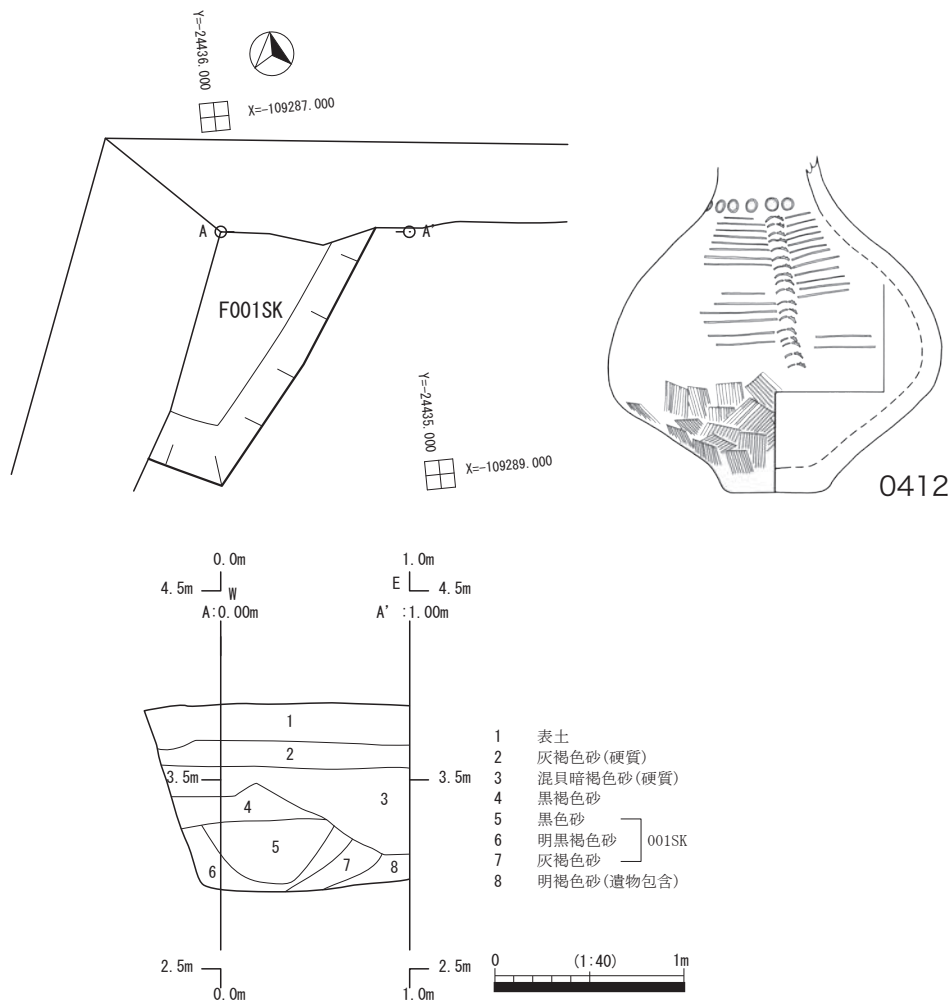 Y=-24436.000
X=-109287.000
A
A'
F001SK
Y=-24435.000
X=-109289.000
0412
0.0m
1.0m
4.5m
W
E
4.5m
A:0.00m
A' :1.00m
1
2
3.5m
3.5m
3
4
5
6
7
8
1 表土
2 灰褐色砂(硬質)
3 混貝暗褐色砂(硬質)
4 黒褐色砂
5 黒色砂
6 明黒褐色砂 001SK
7 灰褐色砂
8 明褐色砂(遺物包含)
2.5m
2.5m
0.0m
1.0m
0 (1:40) 1m